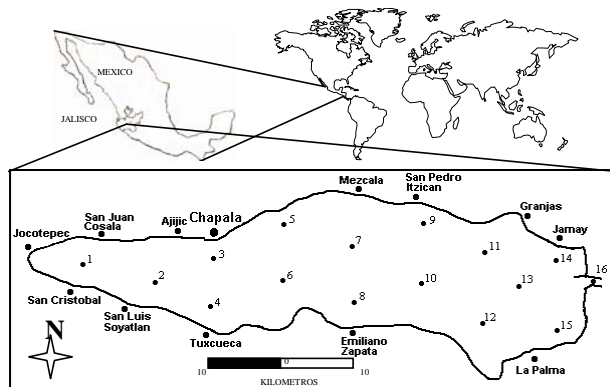 MEXICO
JALISCO
Mezcala
San Pedro
Itzican
San Juan
Cosala
Ajijic
Chapala
Granjas
Jamay
Jocotepec
5
9
7
11
3
1
14
16
2
6
10
13
4
8
12
15
San Cristobal
San Luis
Soyatlan
Tuxcueca
Emiliano
Zapata
La Palma
N
10 0 10
KILOMETROS